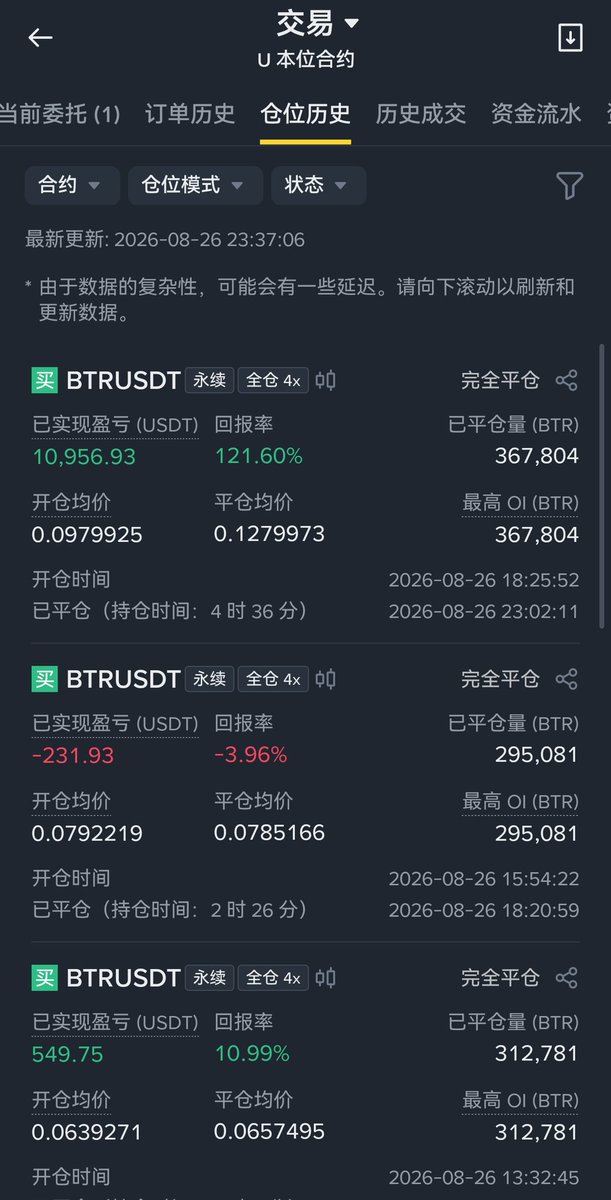 交易
U 本位合约
当前委托 (1) 订单历史 仓位历史 历史成交 资金流水
合约 仓位模式 状态
最新更新: 2026-08-26 23:37:06
* 由于数据的复杂性，可能会有一些延迟。请向下滚动以刷新和
更新数据。
买 BTRUSDT 永续 全仓 4x 完全平仓
已实现盈亏 (USDT) 回报率 已平仓量 (BTR)
10,956.93 121.60% 367,804
开仓均价 平仓均价 最高 OI (BTR)
0.0979925 0.1279973 367,804
开仓时间 2026-08-26 18:25:52
已平仓（持仓时间： 4 时 36 分） 2026-08-26 23:02:11
买 BTRUSDT 永续 全仓 4x 完全平仓
已实现盈亏 (USDT) 回报率 已平仓量 (BTR)
-231.93 -3.96% 295,081
开仓均价 平仓均价 最高 OI (BTR)
0.0792219 0.0785166 295,081
开仓时间 2026-08-26 15:54:22
已平仓（持仓时间： 2 时 26 分） 2026-08-26 18:20:59
买 BTRUSDT 永续 全仓 4x 完全平仓
已实现盈亏 (USDT) 回报率 已平仓量 (BTR)
549.75 10.99% 312,781
开仓均价 平仓均价 最高 OI (BTR)
0.0639271 0.0657495 312,781
开仓时间 2026-08-26 13:32:45